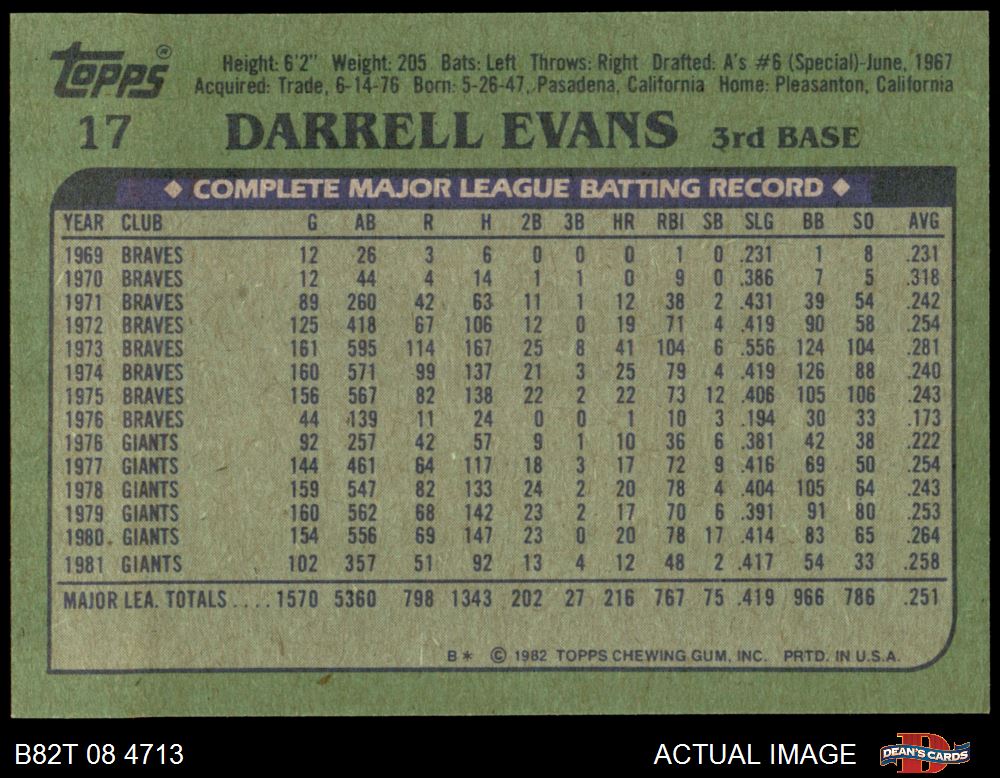 Topps®
Height: 6'2" Weight: 205 Bats: Left Throws: Right Drafted: A's #6 (Special)-June, 1967
Acquired: Trade, 6-14-76 Born: 5-26-47, Pasadena, California Home: Pleasanton, California
17 DARRELL EVANS 3rd BASE
◆ COMPLETE MAJOR LEAGUE BATTING RECORD ◆
YEAR CLUB G AB R H 2B 3B HR RBI SB SLG BB SO AVG
1969 BRAVES 12 26 3 6 0 0 0 1 0 .231 1 8 .231
1970 BRAVES 12 44 4 14 1 1 0 9 0 .386 7 5 .318
1971 BRAVES 89 260 42 63 11 1 12 38 2 .431 39 54 .242
1972 BRAVES 125 418 67 106 12 0 19 71 4 .419 90 58 .254
1973 BRAVES 161 595 114 167 25 8 41 104 6 .556 124 104 .281
1974 BRAVES 160 571 99 137 21 3 25 79 4 .419 126 88 .240
1975 BRAVES 156 567 82 138 22 2 22 73 12 .406 105 106 .243
1976 BRAVES 44 139 11 24 0 0 1 10 3 .194 30 33 .173
1976 GIANTS 92 257 42 57 9 1 10 36 6 .381 42 38 .222
1977 GIANTS 144 461 64 117 18 3 17 72 9 .416 69 50 .254
1978 GIANTS 159 547 82 133 24 2 20 78 4 .404 105 64 .243
1979 GIANTS 160 562 68 142 23 2 17 70 6 .391 91 80 .253
1980 GIANTS 154 556 69 147 23 0 20 78 17 .414 83 65 .264
1981 GIANTS 102 357 51 92 13 4 12 48 2 .417 54 33 .258
MAJOR LEA. TOTALS.... 1570 5360 798 1343 202 27 216 767 75 .419 966 786 .251
B* © 1982 TOPPS CHEWING GUM, INC. PRTD. IN U.S.A.
B82T 08 4713 ACTUAL IMAGE D DEAN'S CARDS